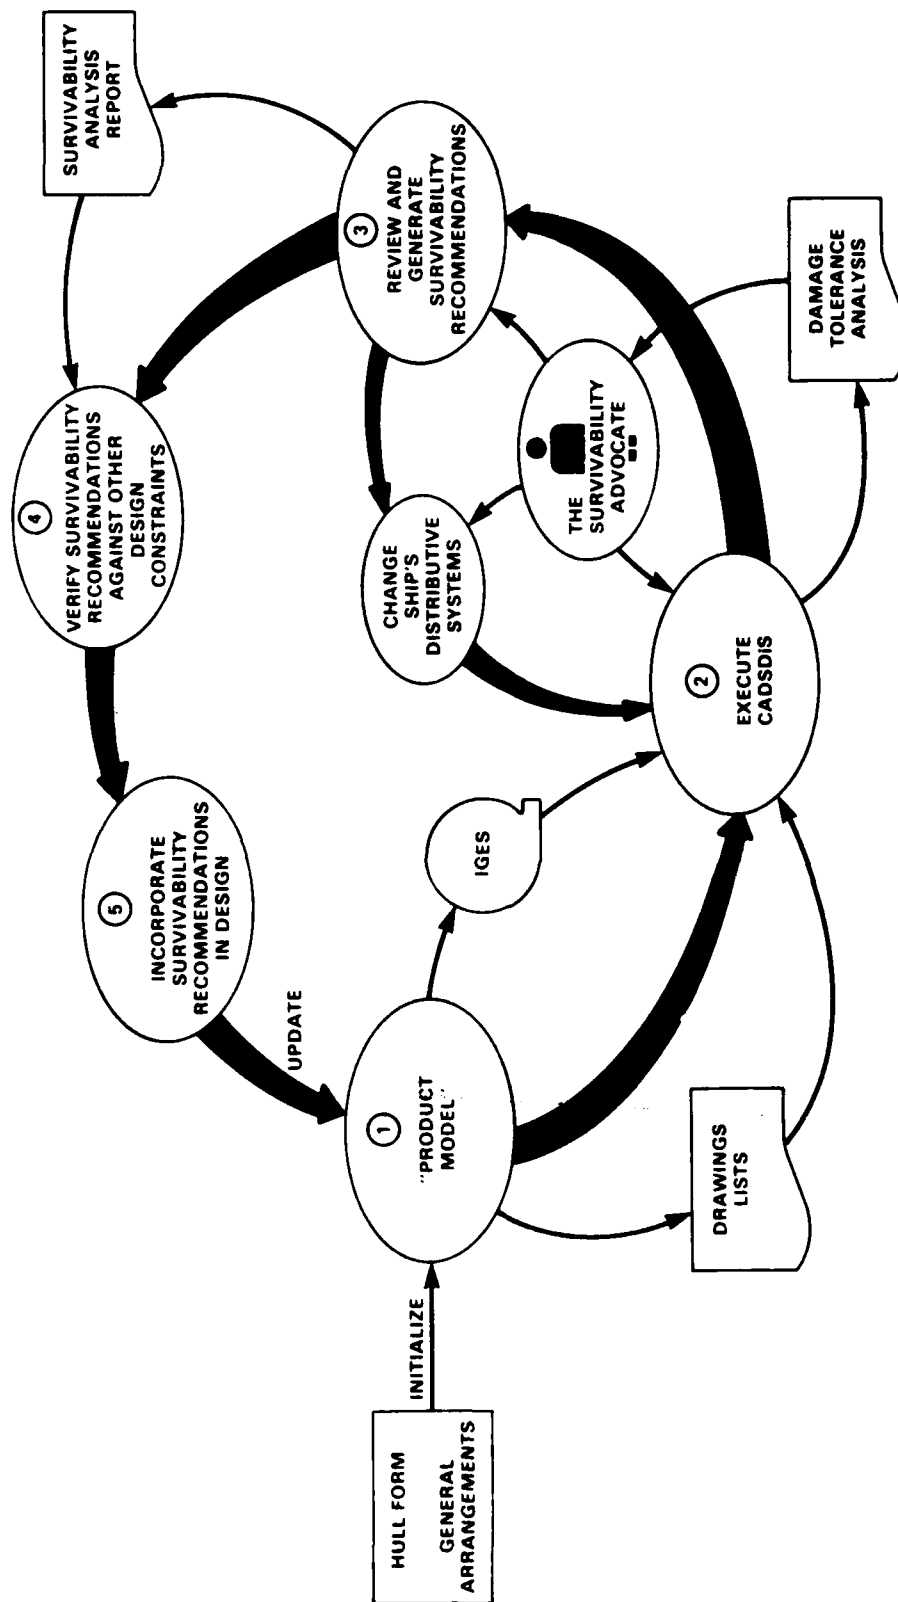 HULL FORM
GENERAL
ARRANGEMENTS
INITIALIZE
1
"PRODUCT
MODEL"
UPDATE
5
INCORPORATE
SURVIVABILITY
RECOMMENDATIONS
IN DESIGN
4
VERIFY SURVIVABILITY
RECOMMENDATIONS
AGAINST OTHER
DESIGN
CONSTRAINTS
SURVIVABILITY
ANALYSIS
REPORT
3
REVIEW AND
GENERATE
SURVIVABILITY
RECOMMENDATIONS
CHANGE
SHIP'S
DISTRIBUTIVE
SYSTEMS
THE
SURVIVABILITY
ADVOCATE
IGES
2
EXECUTE
CADSDiS
DRAWINGS
LISTS
DAMAGE
TOLERANCE
ANALYSIS